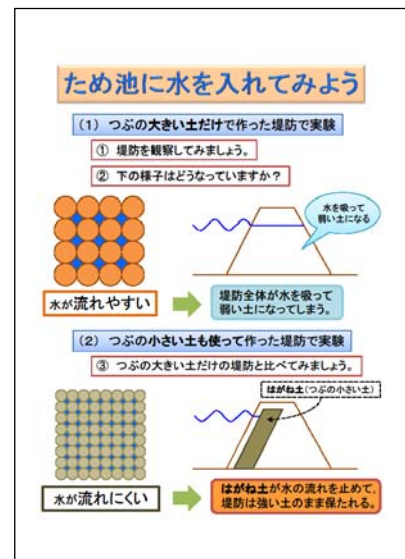 ため池に水を入れてみよう
（1） つぶの大きい土だけで作った堤防で実験
① 堤防を観察してみましょう。
② 下の様子はどうなっていますか？
水を吸って
弱い土になる
水が流れやすい
堤防全体が水を吸って
弱い土になってしまう。
（2） つぶの小さい土も使って作った堤防で実験
③ つぶの大きい土だけの堤防と比べてみましょう。
はがね土（つぶの小さい土）
水が流れにくい
はがね土が水の流れを止めて，
堤防は強い土のまま保たれる。